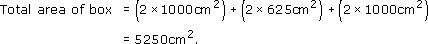 Total area of box = (2 × 1000cm²) + (2 × 625cm²) + (2 × 1000cm²)
= 5250cm².